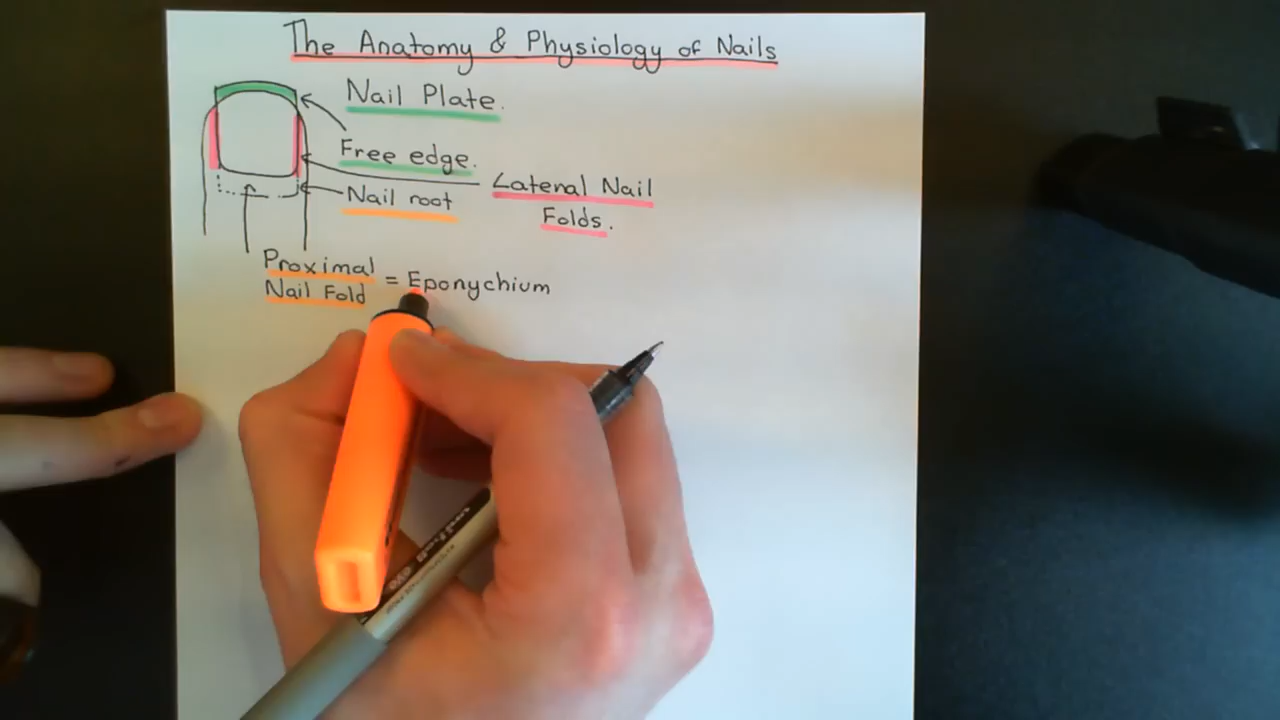 The Anatomy & Physiology of Nails
Nail Plate.
Free edge.
Lateral Nail
Folds.
Nail root
Proximal
Nail Fold
= Eponychium